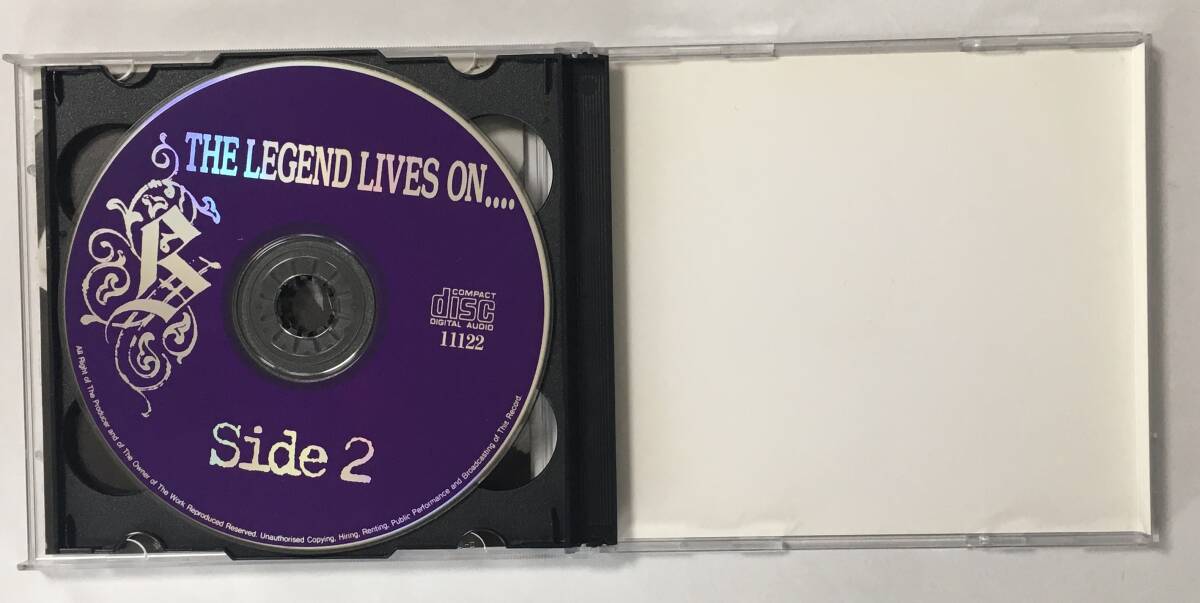 THE LEGEND LIVES ON....
B
COMPACT
disc
DIGITAL AUDIO
11122
Side 2
All Right of The Producer and of The Owner of The Work Reproduced Reserved. Unauthorised Copying, Hiring, Renting, Public Performance and Broadcasting of This Record.